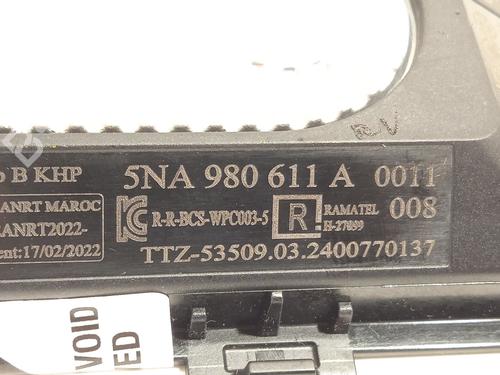 B KHP
5NA 980 611 A 0011
ANRT MAROC
ANRT2022-
ent:17/02/2022
R-R-BCS-WPC003-5
R
RAMATEL
H-27099
008
TTZ-53509.03.2400770137
VOID
ED
B